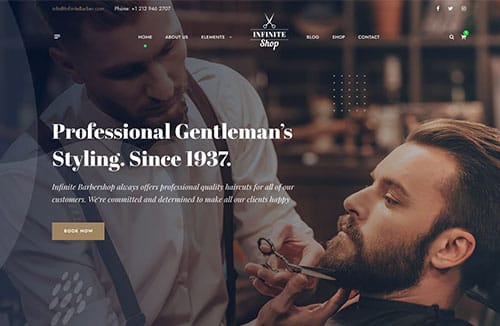 info@InfiniteBarber.com Phone: +1 212 946 2707
HOME ABOUT US ELEMENTS INFINITE Shop BLOG SHOP CONTACT
Professional Gentleman's
Styling. Since 1937.
Infinite Barbershop always offers professional quality haircuts for all of our
customers. We're committed and determined to make all our clients happy
BOOK NOW